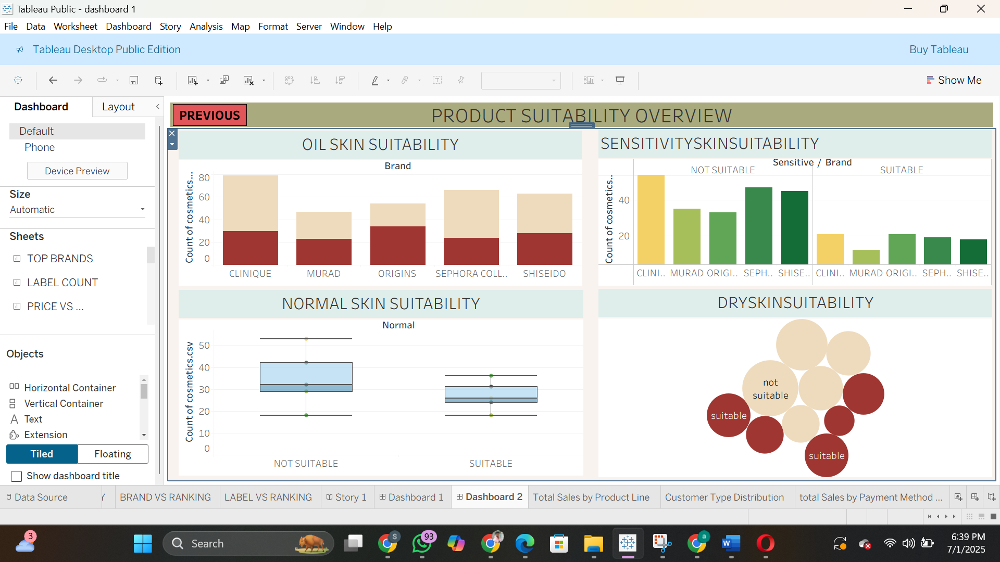 Tableau Public - dashboard 1
File Data Worksheet Dashboard Story Analysis Map Format Server Window Help
Tableau Desktop Public Edition
Buy Tableau
Show Me
Dashboard
Layout
Default
Phone
Device Preview
Size
Automatic
Sheets
TOP BRANDS
LABEL COUNT
PRICE VS ...
Objects
Horizontal Container
Vertical Container
Text
Extension
Tiled
Floating
Show dashboard title
PREVIOUS
PRODUCT SUITABILITY OVERVIEW
OIL SKIN SUITABILITY
Brand
Count of cosmetics...
80
60
40
20
0
CLINIQUE MURAD ORIGINS SEPHORA COLL.. SHISEIDO
SENSITIVITYSKINSUITABILITY
Sensitive / Brand
NOT SUITABLE SUITABLE
Count of cosmetics..
40
20
CLINI.. MURAD ORIGI.. SEPH.. SHISE.. CLINI.. MURAD ORIGI.. SEPH.. SHISE..
NORMAL SKIN SUITABILITY
Normal
Count of cosmetics.csv
50
40
30
20
10
0
NOT SUITABLE SUITABLE
DRYSKINSUITABILITY
not
suitable
suitable
suitable
Data Source
Y
BRAND VS RANKING
LABEL VS RANKING
Story 1
Dashboard 1
Dashboard 2
Total Sales by Product Line
Customer Type Distribution
total Sales by Payment Method ...
3
Search
S
93
a
W
6:39 PM
7/1/2025